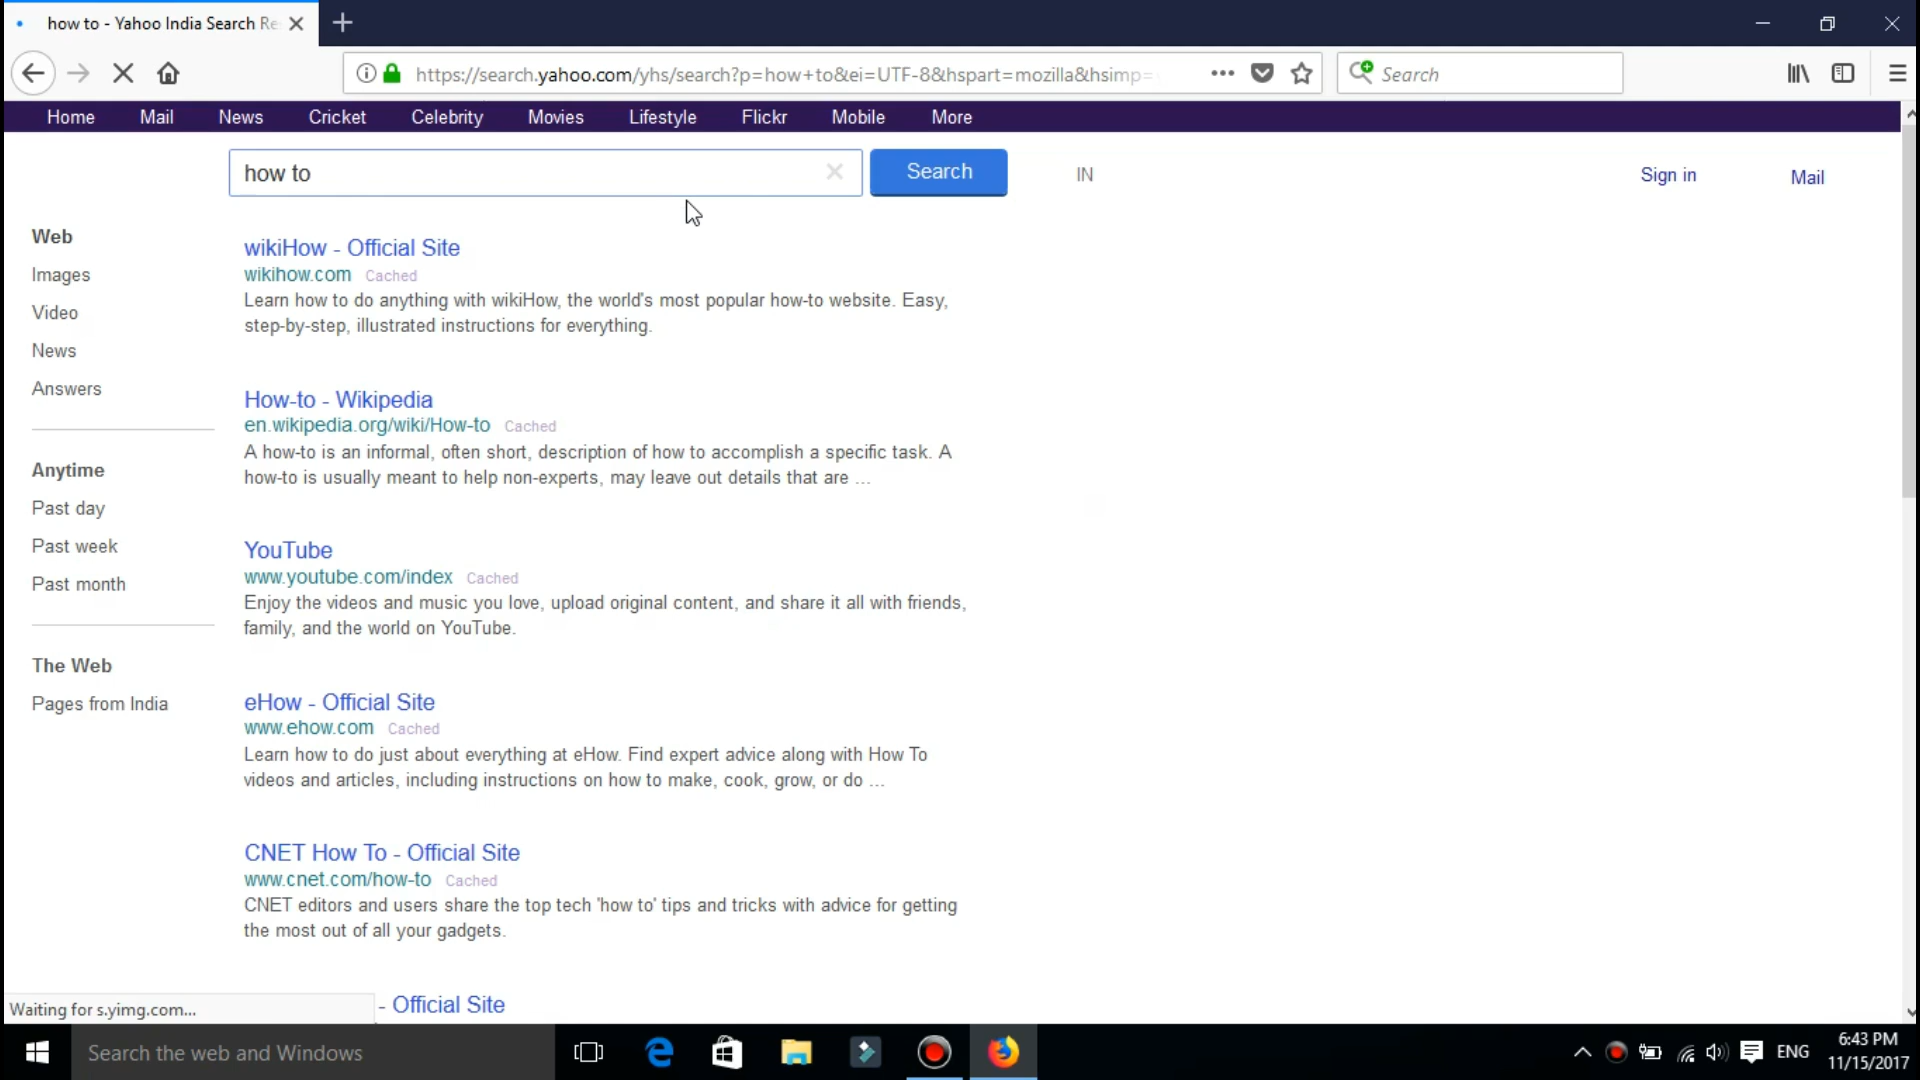 how to - Yahoo India Search Re
https://search.yahoo.com/yhs/search?p=how+to&ei=UTF-8&hspart=mozilla&hsimp=
Search
Home Mail News Cricket Celebrity Movies Lifestyle Flickr Mobile More
how to
Search
IN
Sign in
Mail
Web
Images
Video
News
Answers
Anytime
Past day
Past week
Past month
The Web
Pages from India
wikiHow - Official Site
wikihow.com Cached
Learn how to do anything with wikiHow, the world's most popular how-to website. Easy,
step-by-step, illustrated instructions for everything.
How-to - Wikipedia
en.wikipedia.org/wiki/How-to Cached
A how-to is an informal, often short, description of how to accomplish a specific task. A
how-to is usually meant to help non-experts, may leave out details that are ...
YouTube
www.youtube.com/index Cached
Enjoy the videos and music you love, upload original content, and share it all with friends,
family, and the world on YouTube.
eHow - Official Site
www.ehow.com Cached
Learn how to do just about everything at eHow. Find expert advice along with How To
videos and articles, including instructions on how to make, cook, grow, or do ...
CNET How To - Official Site
www.cnet.com/how-to Cached
CNET editors and users share the top tech 'how to' tips and tricks with advice for getting
the most out of all your gadgets.
- Official Site
Waiting for s.yimg.com...
Search the web and Windows
ENG
6:43 PM
11/15/2017